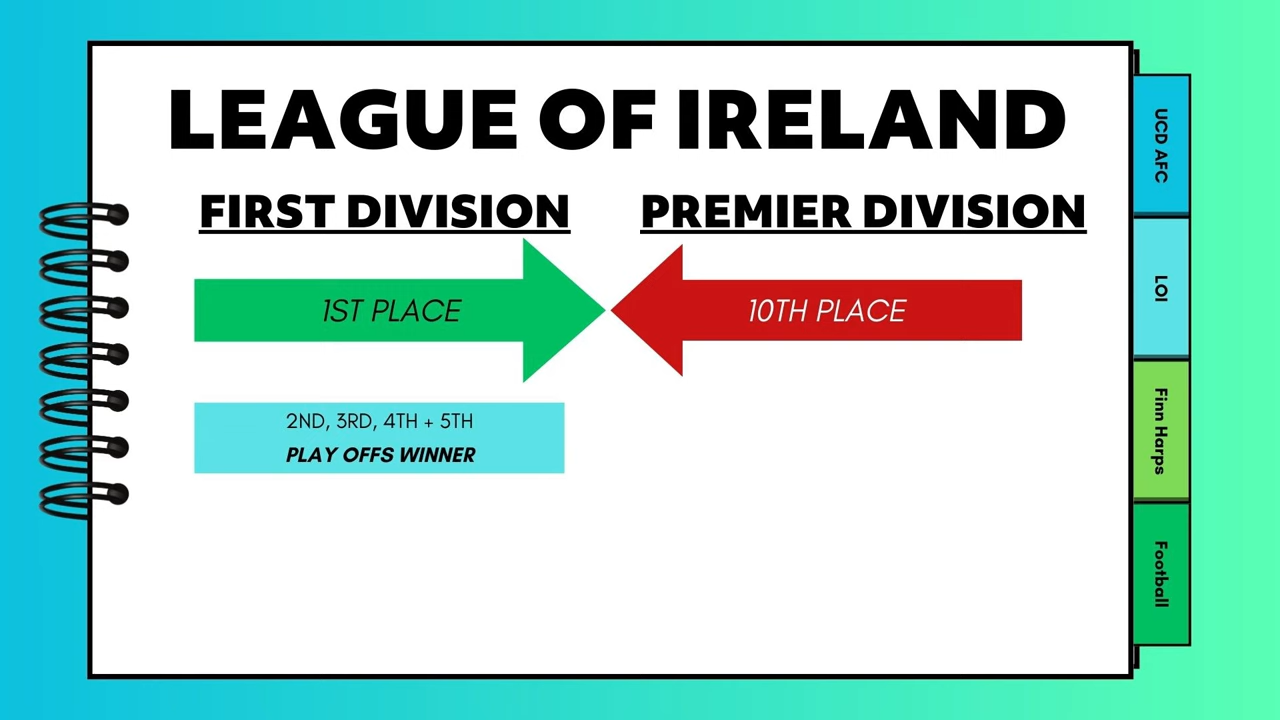 LEAGUE OF IRELAND
FIRST DIVISION
PREMIER DIVISION
1ST PLACE
10TH PLACE
2ND, 3RD, 4TH + 5TH
PLAY OFFS WINNER
UCD AFC
LOI
Finn Harps
Football